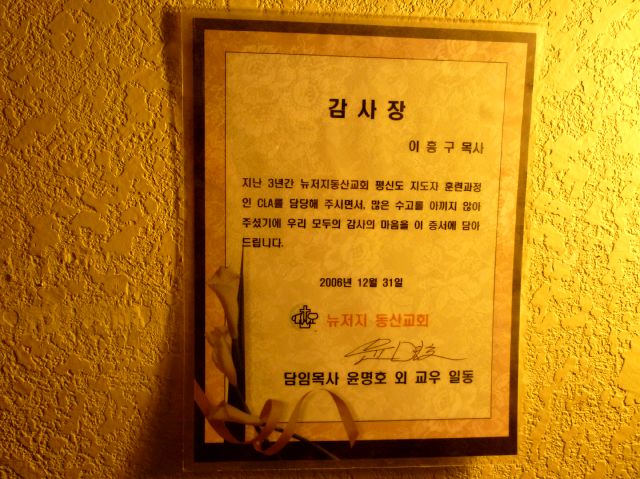 감사장
이 흥 구 목사
지난 3년간 뉴저지동산교회 평신도 지도자 훈련과정
인 CLA를 담당해 주시면서, 많은 수고를 아끼지 않아
주셨기에 우리 모두의 감사의 마음을 이 증서에 담아
드립니다.
2006년 12월 31일
뉴저지 동산교회
담임목사 윤명호 외 교우 일동